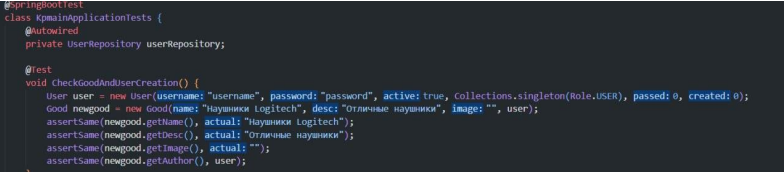 @SpringBootTest
class KpmainApplicationTests {
@Autowired
private UserRepository userRepository;
@Test
void CheckGoodAndUserCreation() {
User user = new User(username: "username", password: "password", active: true, Collections.singleton(Role.USER), passed: 0, created: 0);
Good newgood = new Good(name: "Наушники Logitech", desc: "Отличные наушники", image: "", user);
assertSame(newgood.getName(), actual: "Наушники Logitech");
assertSame(newgood.getDesc(), actual: "Отличные наушники");
assertSame(newgood.getImage(), actual: "");
assertSame(newgood.getAuthor(), user);
}